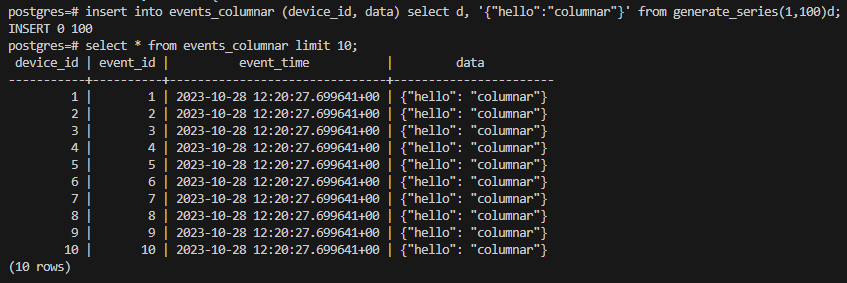 postgres=# insert into events_columnar (device_id, data) select d, '{"hello":"columnar"}' from generate_series(1,100)d;
INSERT 0 100
postgres=# select * from events_columnar limit 10;
 device_id | event_id |          event_time           |         data
-----------+----------+-------------------------------+-----------------------
         1 |        1 | 2023-10-28 12:20:27.699641+00 | {"hello": "columnar"}
         2 |        2 | 2023-10-28 12:20:27.699641+00 | {"hello": "columnar"}
         3 |        3 | 2023-10-28 12:20:27.699641+00 | {"hello": "columnar"}
         4 |        4 | 2023-10-28 12:20:27.699641+00 | {"hello": "columnar"}
         5 |        5 | 2023-10-28 12:20:27.699641+00 | {"hello": "columnar"}
         6 |        6 | 2023-10-28 12:20:27.699641+00 | {"hello": "columnar"}
         7 |        7 | 2023-10-28 12:20:27.699641+00 | {"hello": "columnar"}
         8 |        8 | 2023-10-28 12:20:27.699641+00 | {"hello": "columnar"}
         9 |        9 | 2023-10-28 12:20:27.699641+00 | {"hello": "columnar"}
        10 |       10 | 2023-10-28 12:20:27.699641+00 | {"hello": "columnar"}
(10 rows)